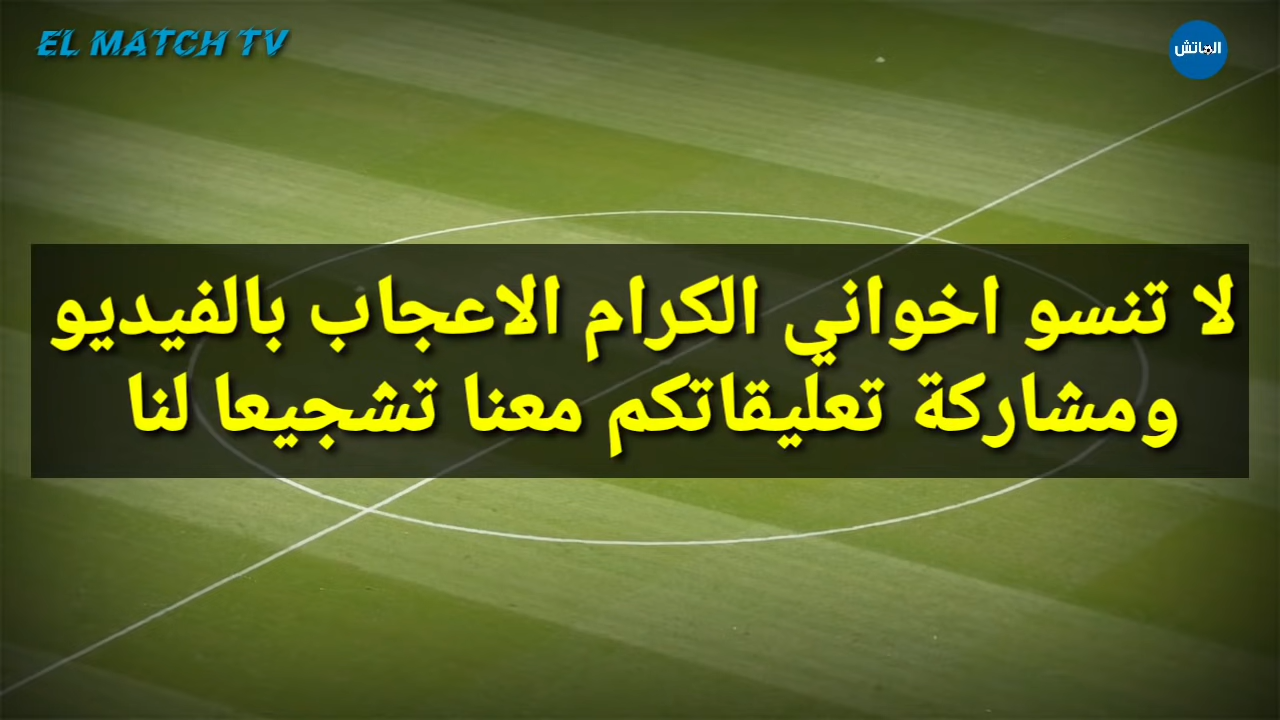 EL MATCH TV
الماتش
لا تنسو اخواني الكرام الاعجاب بالفيديو
ومشاركة تعليقاتكم معنا تشجيعا لنا